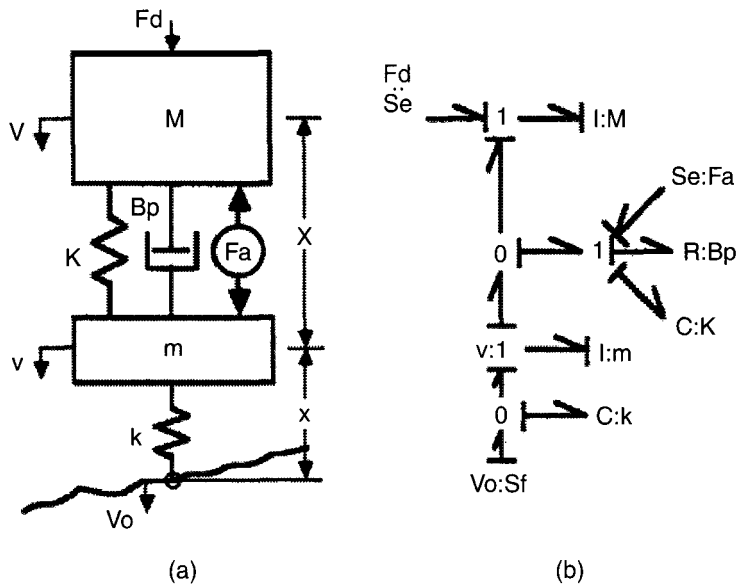 Fd
M
V
Bp
K
Fa
X
m
v
k
x
Vo
(a)
Fd
:
Se
1
I:M
Se:Fa
0
1
R:Bp
C:K
v:1
I:m
0
C:k
Vo:Sf
(b)